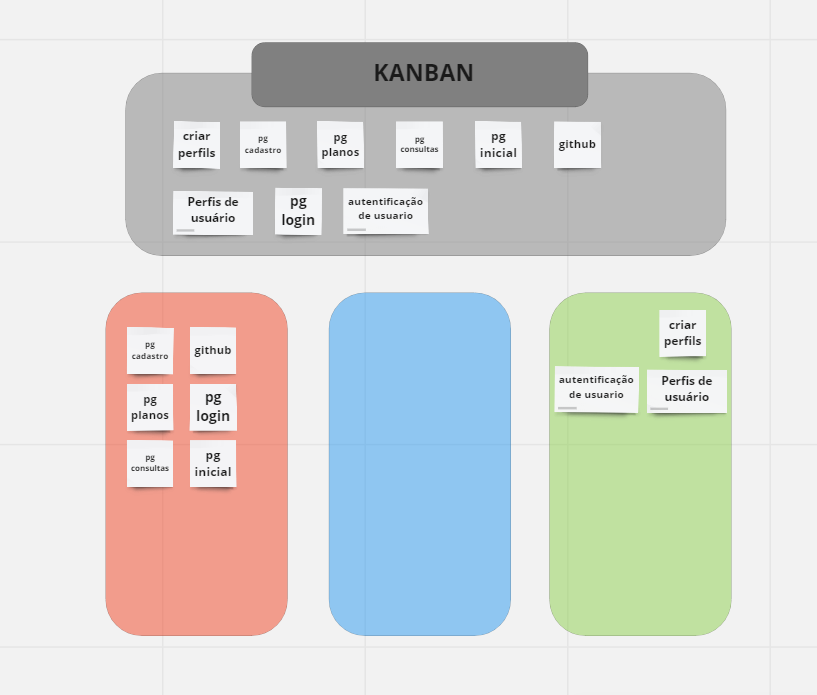 KANBAN
criar
perfils
pg
cadastro
pg
planos
pg
consultas
pg
inicial
github
Perfis de
usuário
pg
login
autentificação
de usuario
pg
cadastro
github
pg
planos
pg
login
pg
consultas
pg
inicial
criar
perfils
autentificação
de usuario
Perfis de
usuário